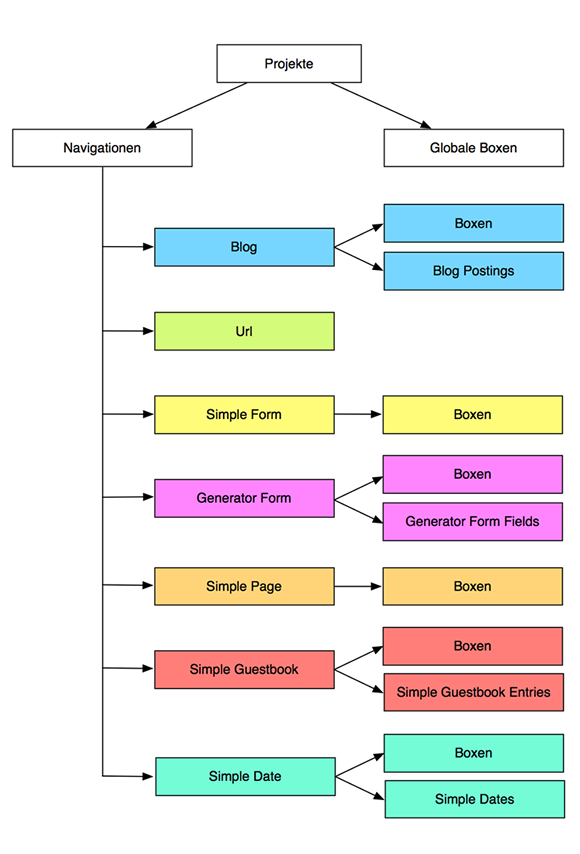 Projekte
Navigationen
Globale Boxen
Blog
Boxen
Blog Postings
Url
Simple Form
Boxen
Generator Form
Boxen
Generator Form Fields
Simple Page
Boxen
Simple Guestbook
Boxen
Simple Guestbook Entries
Simple Date
Boxen
Simple Dates